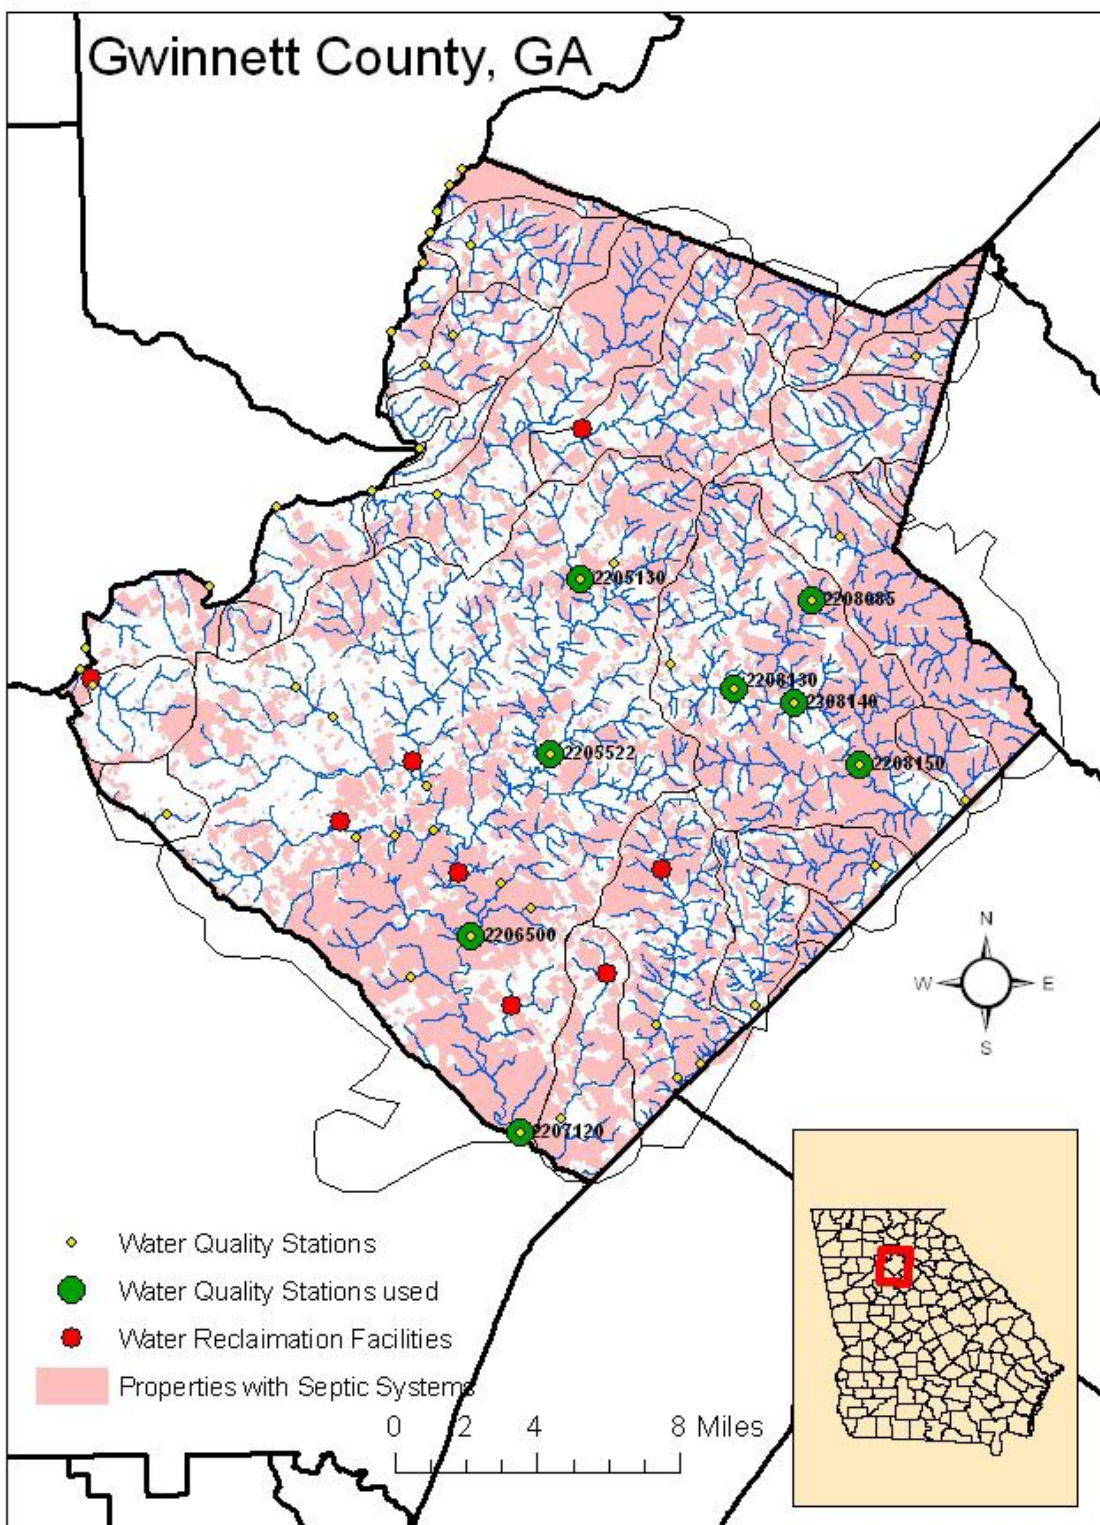 Gwinnett County, GA
2205130
2208085
2208130
2208140
2205522
2208150
2206500
N
W
E
S
2207120
Water Quality Stations
Water Quality Stations used
Water Reclaimation Facilities
Properties with Septic Systems
0 2 4 8 Miles